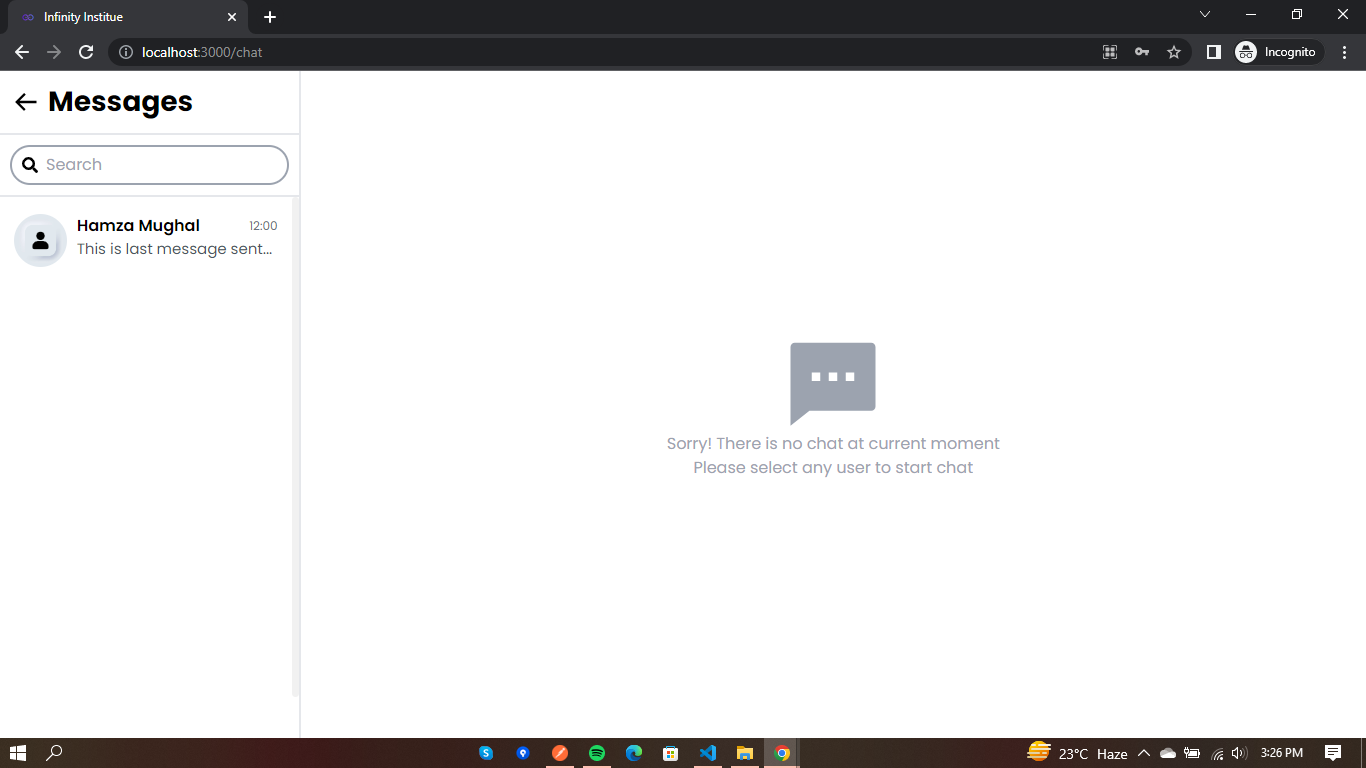 Infinity Institue
localhost:3000/chat
Incognito
Messages
Search
Hamza Mughal
12:00
This is last message sent...
Sorry! There is no chat at current moment
Please select any user to start chat
23°C Haze
3:26 PM